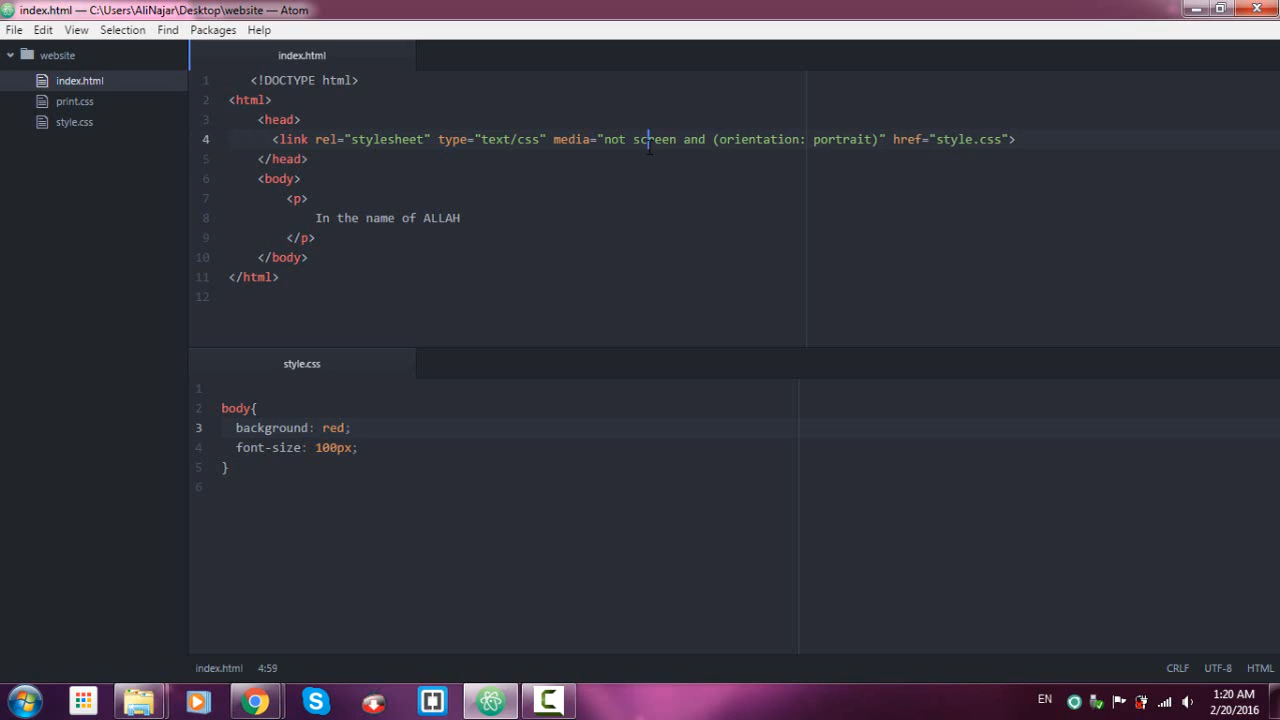 index.html — C:\Users\AliNajar\Desktop\website — Atom
File Edit View Selection Find Packages Help
website
index.html
print.css
style.css
index.html
1 <!DOCTYPE html>
2 <html>
3 <head>
4 <link rel="stylesheet" type="text/css" media="not screen and (orientation: portrait)" href="style.css">
5 </head>
6 <body>
7 <p>
8 In the name of ALLAH
9 </p>
10 </body>
11 </html>
12
style.css
1
2 body{
3 background: red;
4 font-size: 100px;
5 }
6
index.html 4:59 CRLF UTF-8 HTML
EN 1:20 AM
2/20/2016